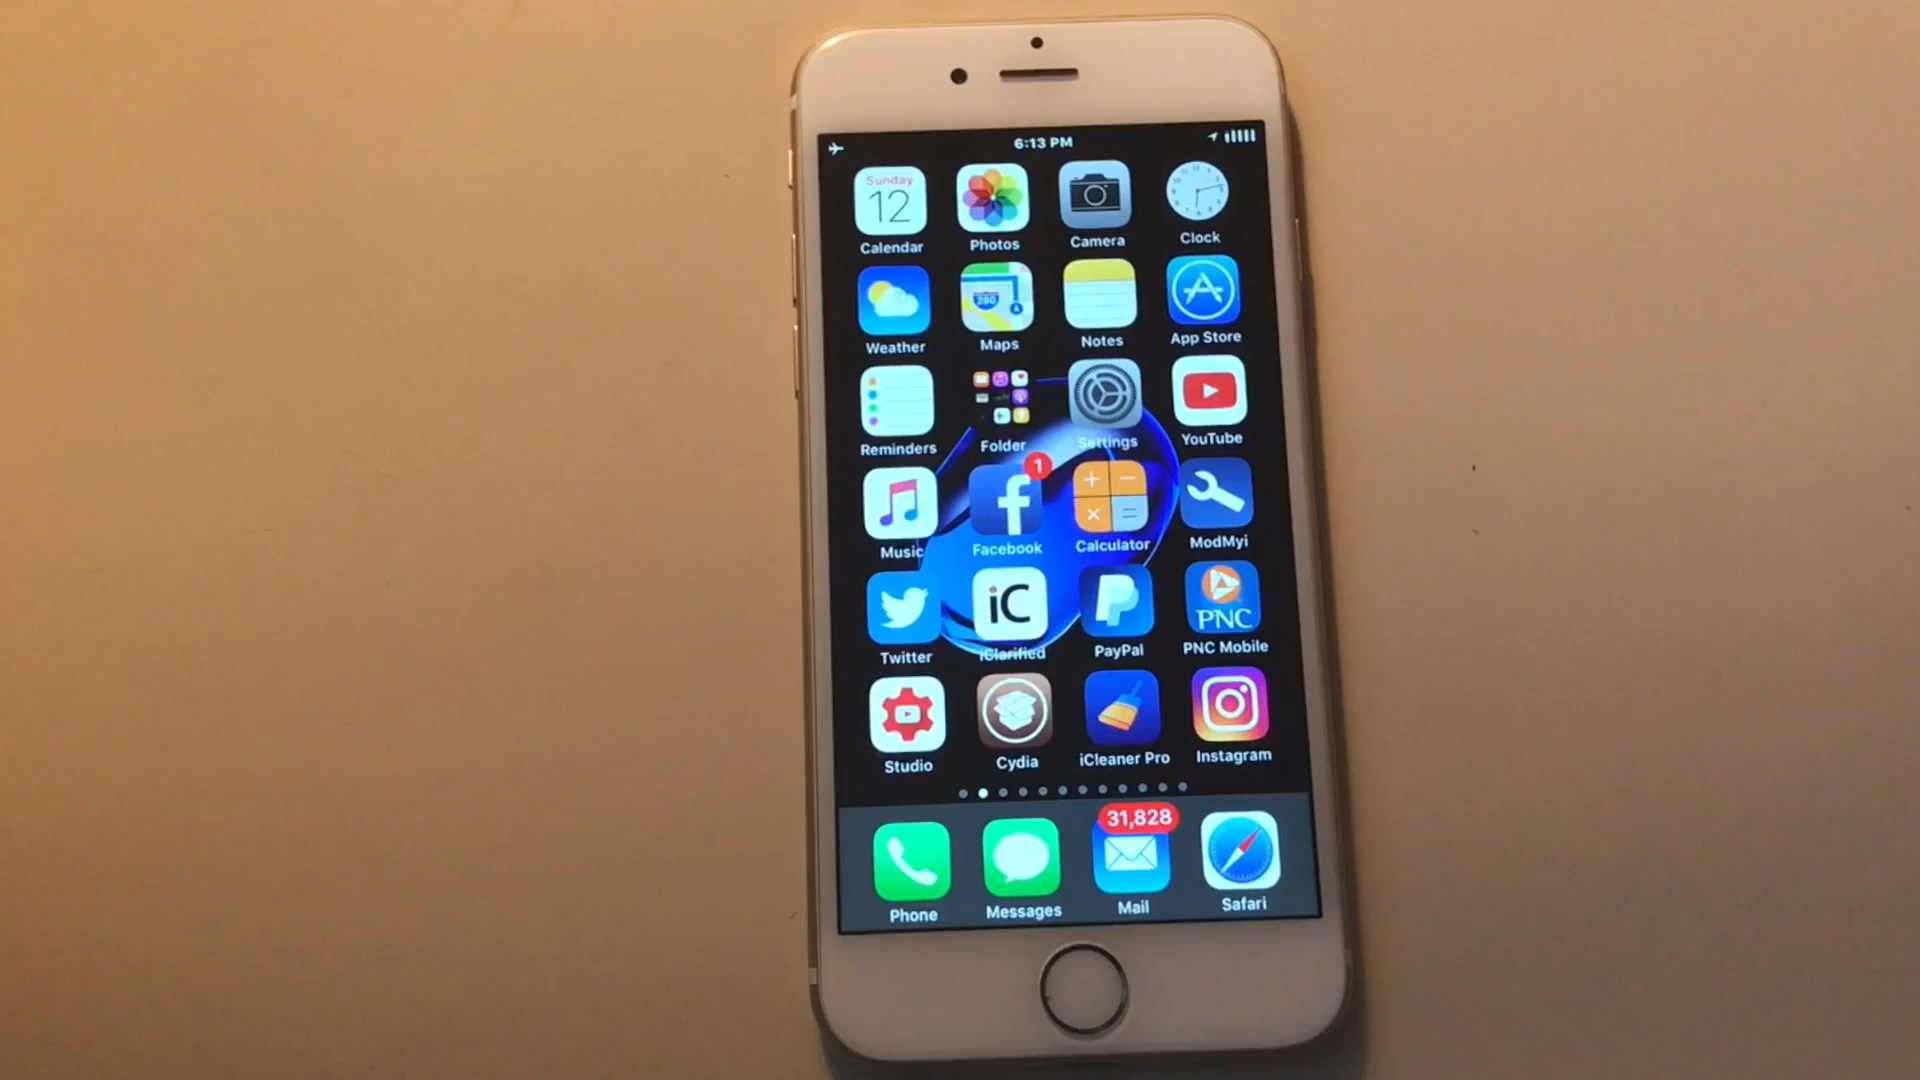 6:13 PM
Sunday
12
Calendar
Photos
Camera
Clock
280
Weather
Maps
Notes
App Store
Reminders
Folder
Settings
YouTube
1
Music
Facebook
Calculator
ModMyi
iC
PNC
Twitter
iClarified
PayPal
PNC Mobile
Studio
Cydia
iCleaner Pro
Instagram
31,828
Phone
Messages
Mail
Safari